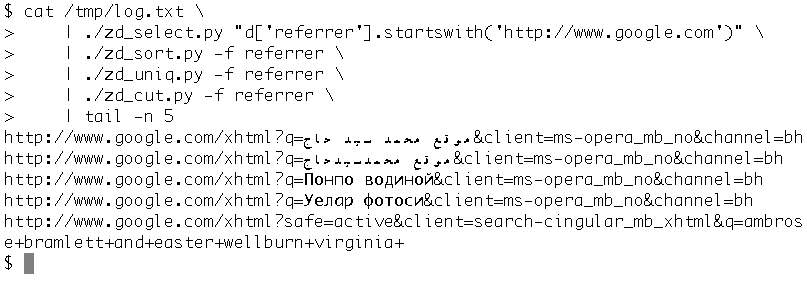 $ cat /tmp/log.txt \
>     | ./zd_select.py "d['referrer'].startswith('http://www.google.com')" \
>     | ./zd_sort.py -f referrer \
>     | ./zd_uniq.py -f referrer \
>     | ./zd_cut.py -f referrer \
>     | tail -n 5
http://www.google.com/xhtml?q=موقع محمد سيد حاج&client=ms-opera_mb_no&channel=bh
http://www.google.com/xhtml?q=موقع محمدسيدحاج&client=ms-opera_mb_no&channel=bh
http://www.google.com/xhtml?q=Понпо водиной&client=ms-opera_mb_no&channel=bh
http://www.google.com/xhtml?q=Уелар фотоси&client=ms-opera_mb_no&channel=bh
http://www.google.com/xhtml?safe=active&client=search-cingular_mb_xhtml&q=ambros
e+bramlett+and+easter+wellburn+virginia+
$